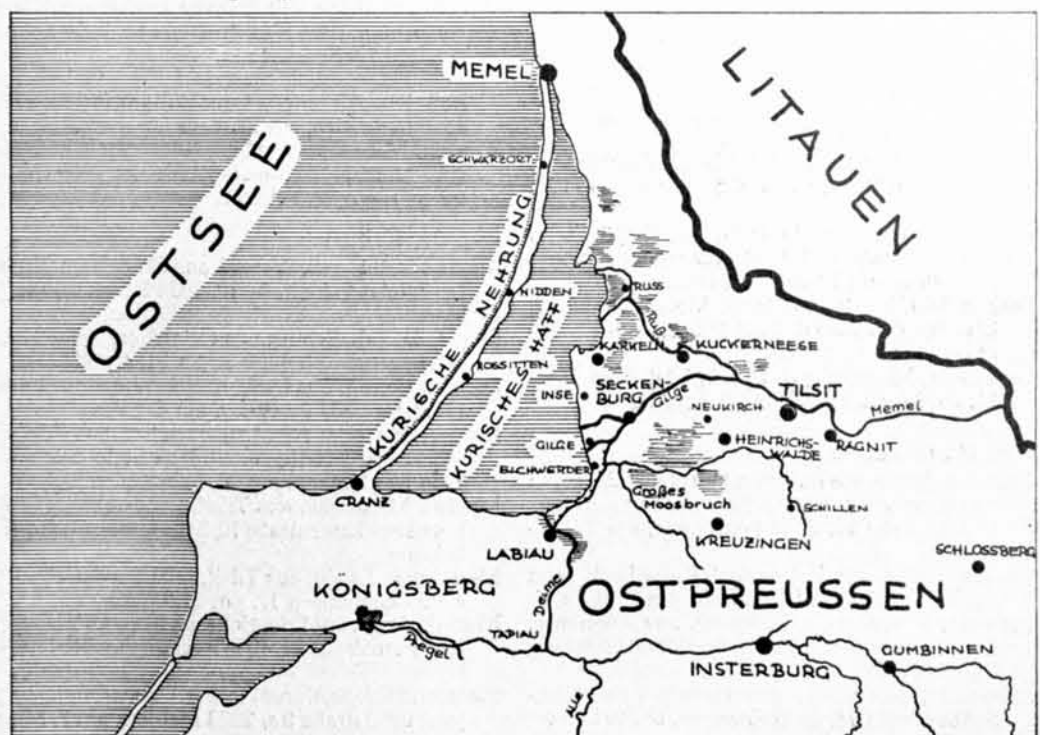 MEMEL
LITAUEN
OSTSEE
SCHWARZORT
KURISCHE NEHRUNG
NIDDEN
KURISCHES HAFF
ROSSITTEN
RUSS
Ruß
KARKELN
KUCKERNEESE
INSE
SECKEN-
BURG
Gilge
NEUKIRCH
TILSIT
Memel
GILGE
HEINRICHS-
WALDE
RAGNIT
ELCHWERDER
CRANZ
Großes
Moosbruch
SCHILLEN
LABIAU
KREUZINGEN
SCHLOSSBERG
KÖNIGSBERG
Deime
OSTPREUSSEN
Pregel
TAPIAU
INSTERBURG
GUMBINNEN
Alle